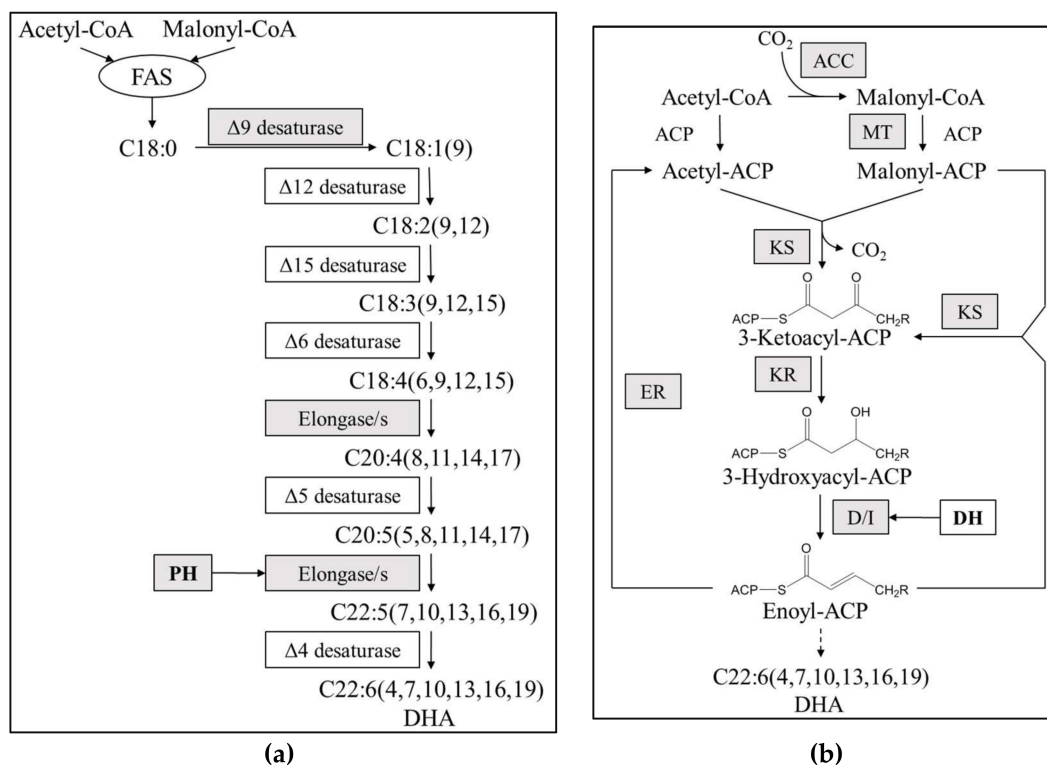 Acetyl-CoA Malonyl-CoA
FAS
Δ9 desaturase
C18:0 C18:1(9)
Δ12 desaturase
C18:2(9,12)
Δ15 desaturase
C18:3(9,12,15)
Δ6 desaturase
C18:4(6,9,12,15)
Elongase/s
C20:4(8,11,14,17)
Δ5 desaturase
C20:5(5,8,11,14,17)
PH Elongase/s
C22:5(7,10,13,16,19)
Δ4 desaturase
C22:6(4,7,10,13,16,19)
DHA
(a)
CO2
ACC
Acetyl-CoA Malonyl-CoA
ACP MT ACP
Acetyl-ACP Malonyl-ACP
KS CO2
O O
ACP S CH2R
3-Ketoacyl-ACP
KS
KR
ER
O OH
ACP S CH2R
3-Hydroxyacyl-ACP
D/I DH
O
ACP S CH2R
Enoyl-ACP
C22:6(4,7,10,13,16,19)
DHA
(b)